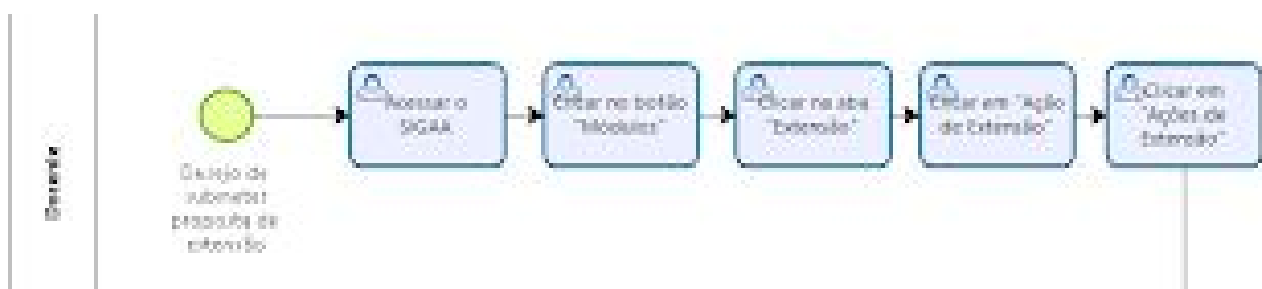 Desejo de
submeter
proposta de
extensão
Acessar o
SIGAA
Clicar no botão
"Módulos"
Clicar na aba
"Extensão"
Clicar em "Ação
de Extensão"
Clicar em
"Ações de
Extensão"